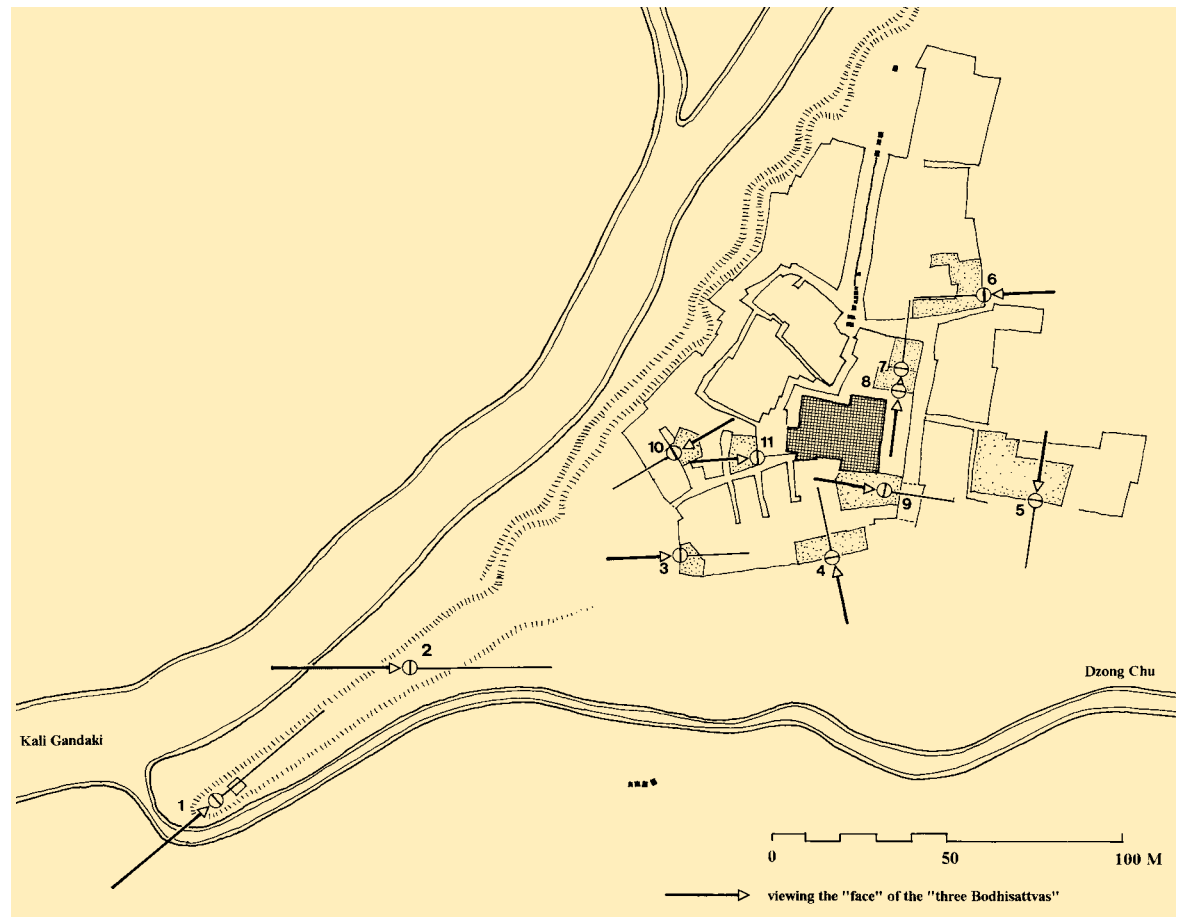 6
7
8
10
11
9
5
3
4
2
Dzong Chu
Kali Gandaki
1
0 50 100 M
viewing the "face" of the "three Bodhisattvas"